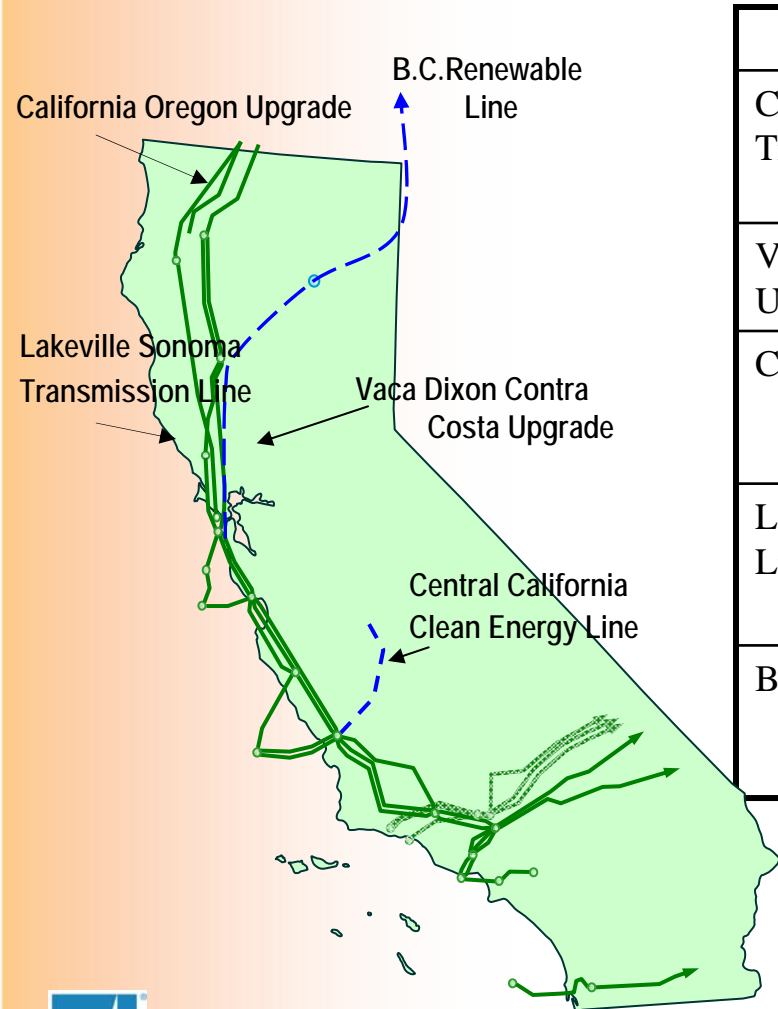 B.C.Renewable
Line
California Oregon Upgrade
Lakeville Sonoma
Transmission Line
Vaca Dixon Contra
Costa Upgrade
Central California
Clean Energy Line
C
T
V
U
C
L
L
B